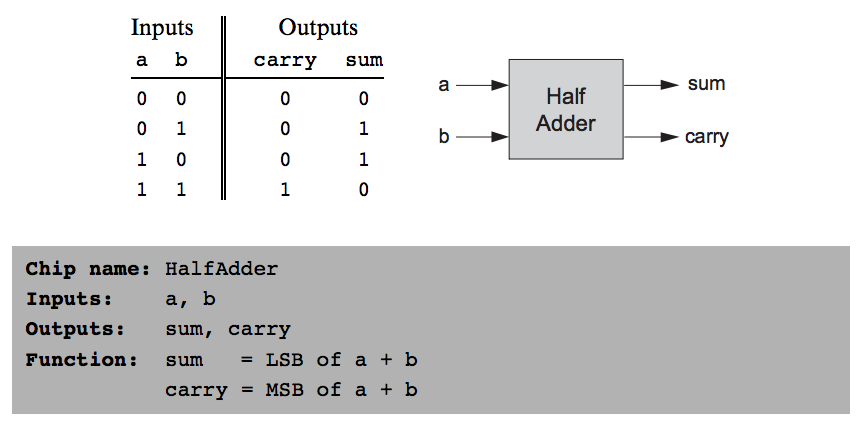 Inputs Outputs
a b carry sum
0 0 0 0
0 1 0 1
1 0 0 1
1 1 1 0
a
b
Half
Adder
sum
carry
Chip name: HalfAdder
Inputs: a, b
Outputs: sum, carry
Function: sum = LSB of a + b
carry = MSB of a + b